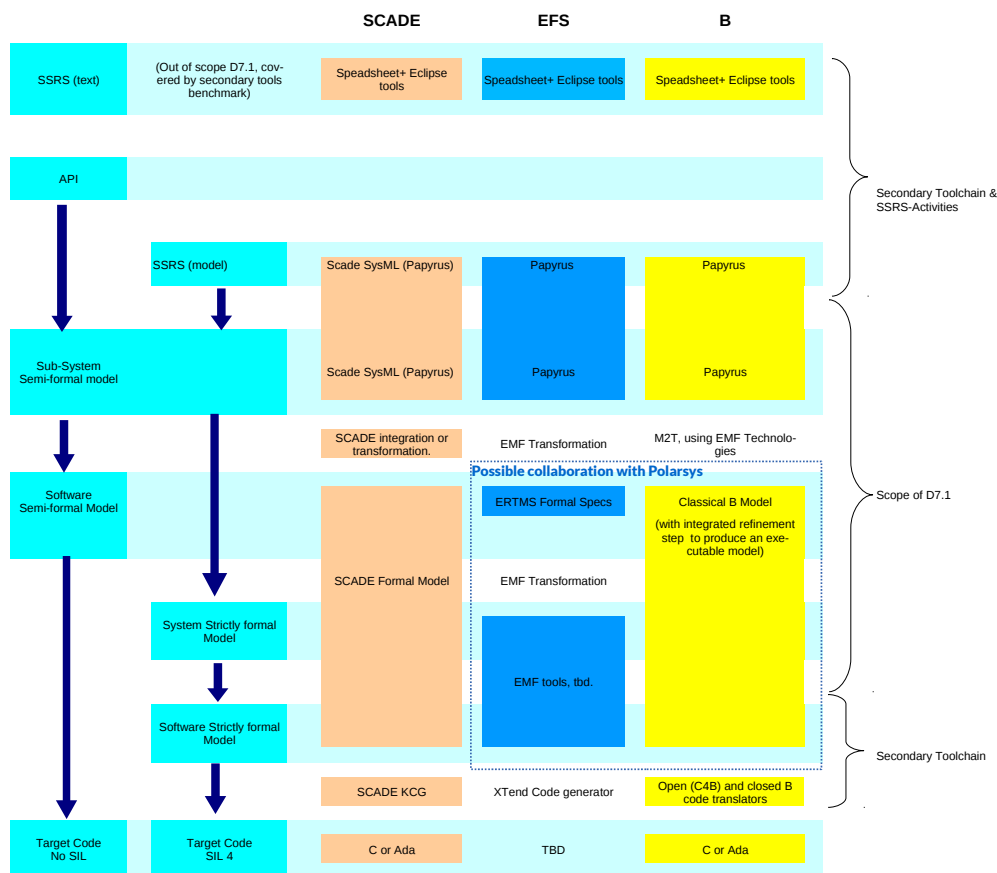 SCADE
EFS
B
SSRS (text)
(Out of scope D7.1, cov-
ered by secondary tools
benchmark)
Speadsheet+ Eclipse
tools
Speadsheet+ Eclipse tools
Speadsheet+ Eclipse tools
API
Secondary Toolchain &
SSRS-Activities
SSRS (model)
Scade SysML (Papyrus)
Papyrus
Papyrus
Sub-System
Semi-formal model
Scade SysML (Papyrus)
Papyrus
Papyrus
SCADE integration or
transformation.
EMF Transformation
M2T, using EMF Technolo-
gies
Possible collaboration with Polarsys
Software
Semi-formal Model
ERTMS Formal Specs
Classical B Model
(with integrated refinement
step to produce an exe-
cutable model)
Scope of D7.1
SCADE Formal Model
EMF Transformation
System Strictly formal
Model
EMF tools, tbd.
Software Strictly formal
Model
Secondary Toolchain
SCADE KCG
XTend Code generator
Open (C4B) and closed B
code translators
Target Code
No SIL
Target Code
SIL 4
C or Ada
TBD
C or Ada